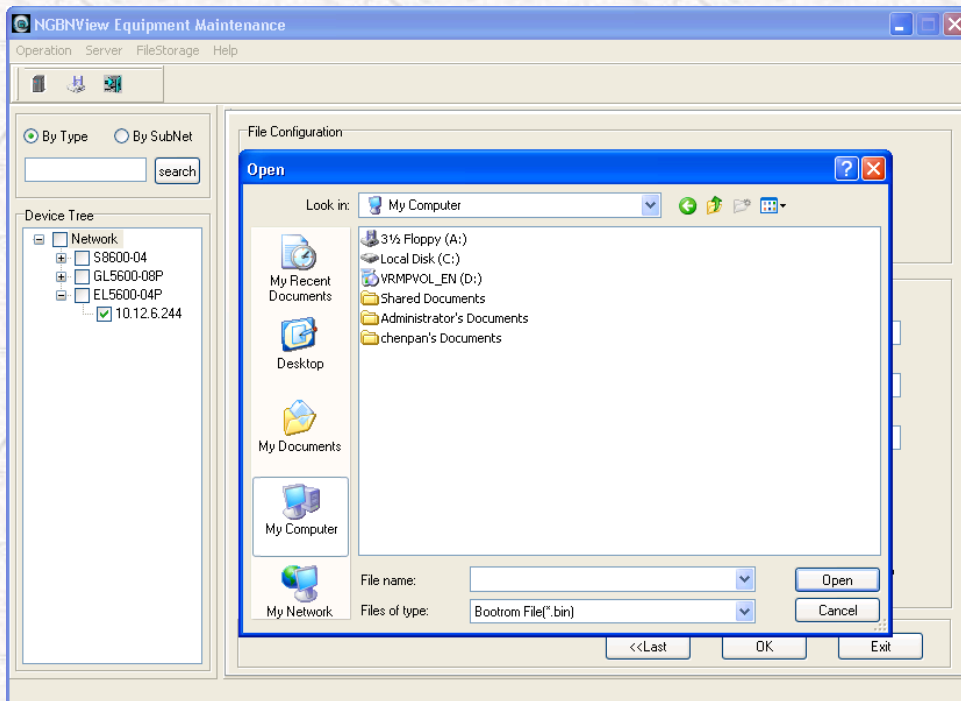 NGBNView Equipment Maintenance
Operation Server FileStorage Help
By Type By SubNet
search
Device Tree
Network
S8600-04
GL5600-08P
EL5600-04P
10.12.6.244
File Configuration
Open
Look in: My Computer
My Recent Documents
Desktop
My Documents
My Computer
My Network
3½ Floppy (A:)
Local Disk (C:)
VRMPVOL_EN (D:)
Shared Documents
Administrator's Documents
chenpan's Documents
File name: Open
Files of type: Bootrom File(*.bin) Cancel
<<Last OK Exit